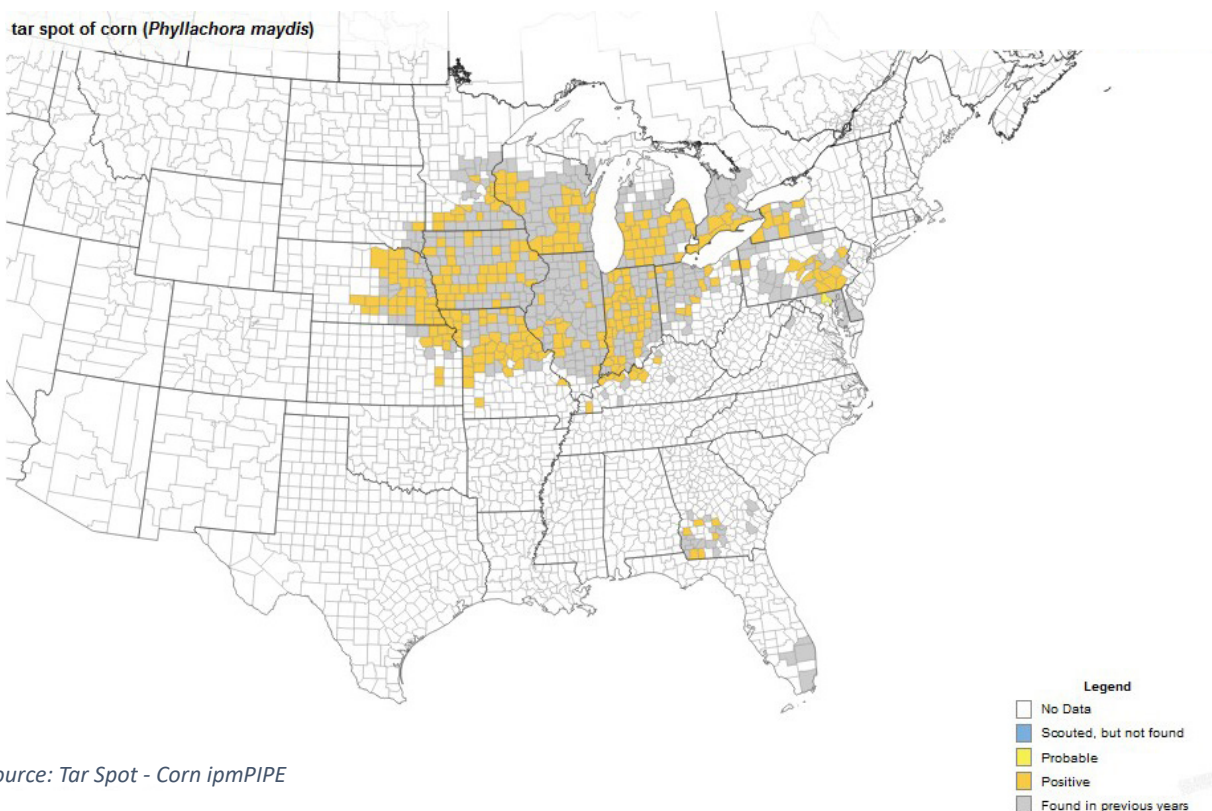 tar spot of corn (Phyllachora maydis)
Legend
No Data
Scouted, but not found
Probable
Positive
Found in previous years
ource: Tar Spot - Corn ipmPIPE